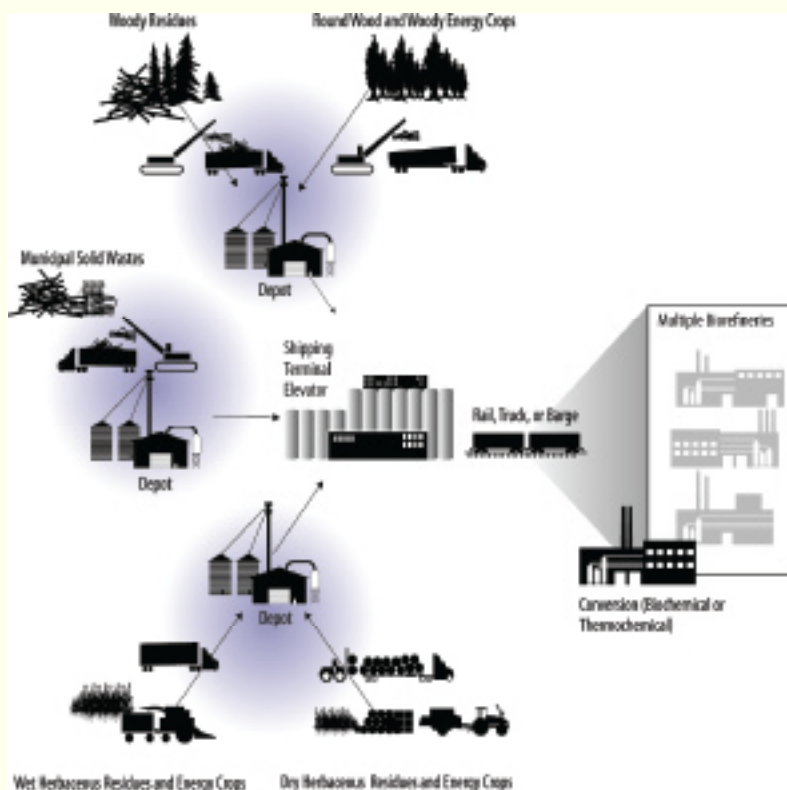 Woody Residues
Round Wood and Woody Energy Crops
Depot
Municipal Solid Wastes
Depot
Shipping
Terminal
Elevator
Rail, Truck, or Barge
Multiple Biorefineries
Conversion (Biochemical or
Thermochemical)
Depot
Wet Herbaceous Residues and Energy Crops
Dry Herbaceous Residues and Energy Crops